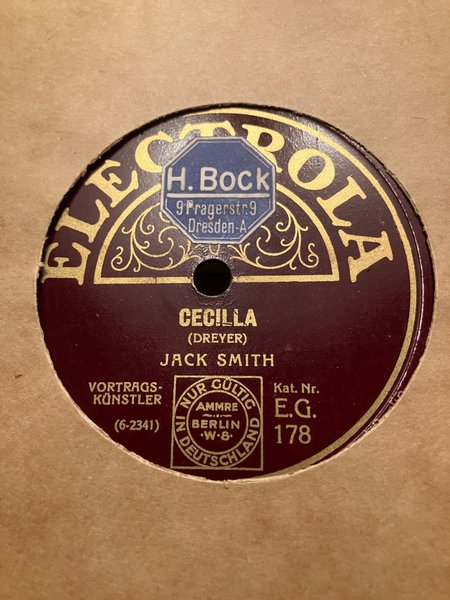 ELECTROLA
H. Bock
9 Pragerstr. 9
Dresden-A
CECILLA
(DREYER)
JACK SMITH
VORTRAGS-
KÜNSTLER
(6-2341)
NUR GÜLTIG
AMMRE
BERLIN
·W·8·
IN DEUTSCHLAND
Kat. Nr.
E.G.
178